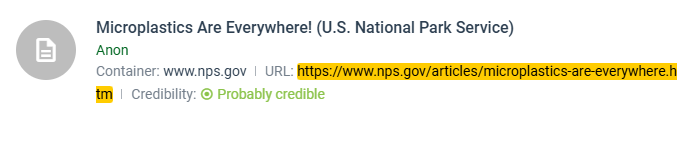 Microplastics Are Everywhere! (U.S. National Park Service)
Anon
Container: www.nps.gov | URL: https://www.nps.gov/articles/microplastics-are-everywhere.h
tm | Credibility: Probably credible